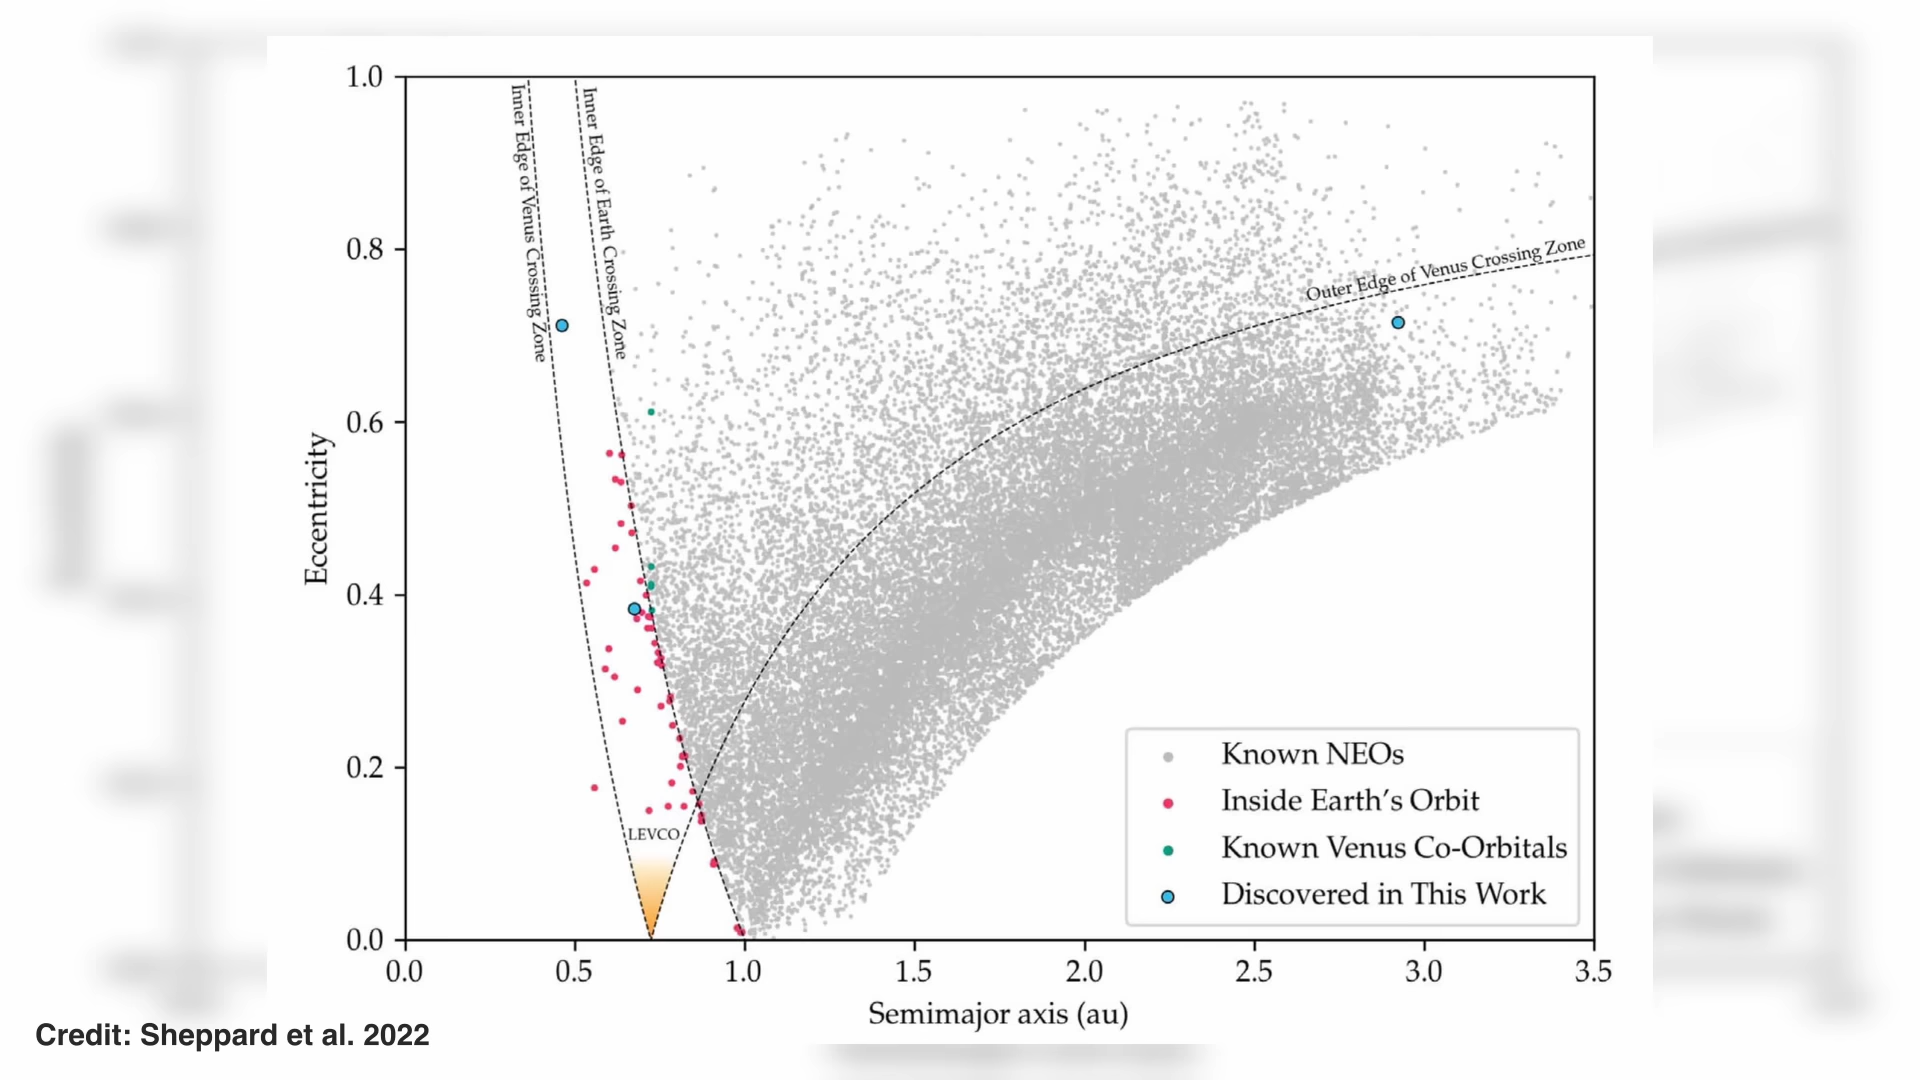 1.0
0.8
0.6
0.4
0.2
0.0
Eccentricity
0.0 0.5 1.0 1.5 2.0 2.5 3.0 3.5
Semimajor axis (au)
Inner Edge of Venus Crossing Zone
Inner Edge of Earth Crossing Zone
Outer Edge of Venus Crossing Zone
LEVCO
Known NEOs
Inside Earth's Orbit
Known Venus Co-Orbitals
Discovered in This Work
Credit: Sheppard et al. 2022